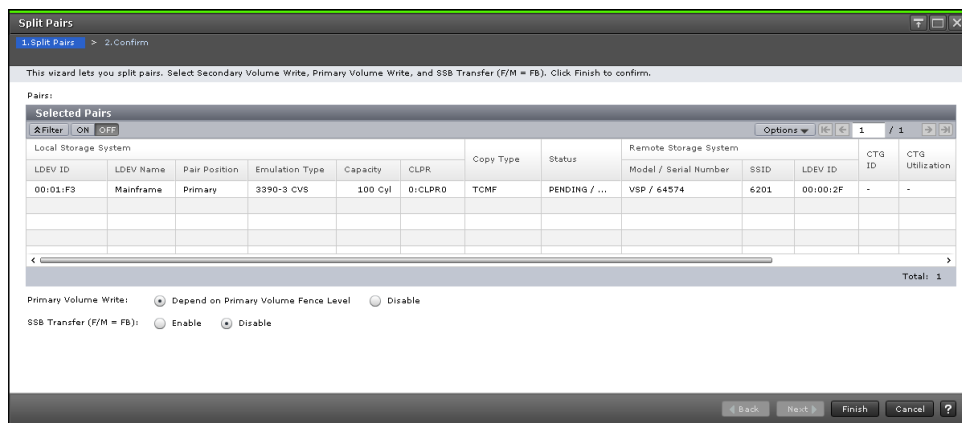 Split Pairs
1.Split Pairs > 2.Confirm
This wizard lets you split pairs. Select Secondary Volume Write, Primary Volume Write, and SSB Transfer (F/M = FB). Click Finish to confirm.
Pairs:
Selected Pairs
Filter ON OFF Options 1 / 1
Local Storage System Copy Type Status Remote Storage System CTG ID CTG Utilization
LDEV ID LDEV Name Pair Position Emulation Type Capacity CLPR Model / Serial Number SSID LDEV ID
00:01:F3 Mainframe Primary 3390-3 CVS 100 Cyl 0:CLPR0 TCMF PENDING / ... VSP / 64574 6201 00:00:2F - -
Total: 1
Primary Volume Write: Depend on Primary Volume Fence Level Disable
SSB Transfer (F/M = FB): Enable Disable
Back Next Finish Cancel ?